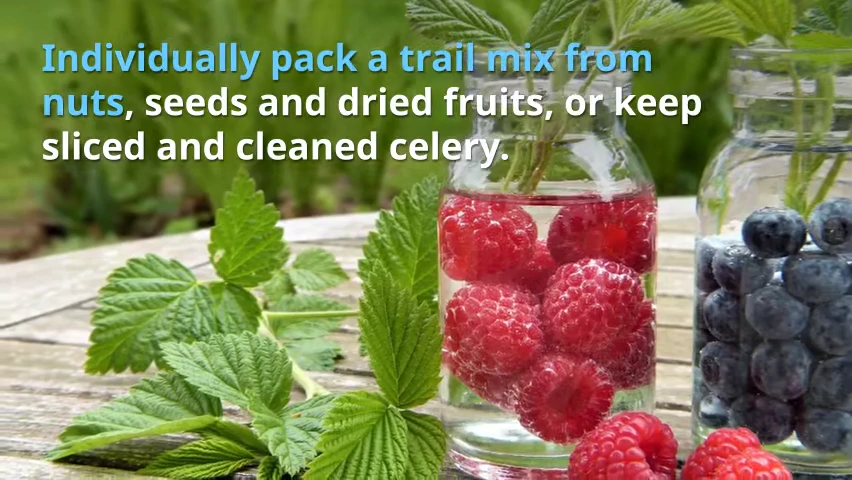 Individually pack a trail mix from
nuts, seeds and dried fruits, or keep
sliced and cleaned celery.